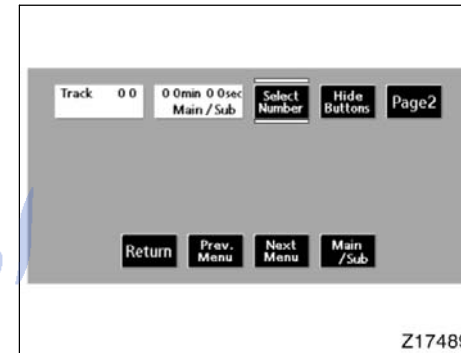 Track 0 0
0 0min 0 0sec
Main / Sub
Select
Number
Hide
Buttons
Page2
Return
Prev.
Menu
Next
Menu
Main
/Sub
Z17489